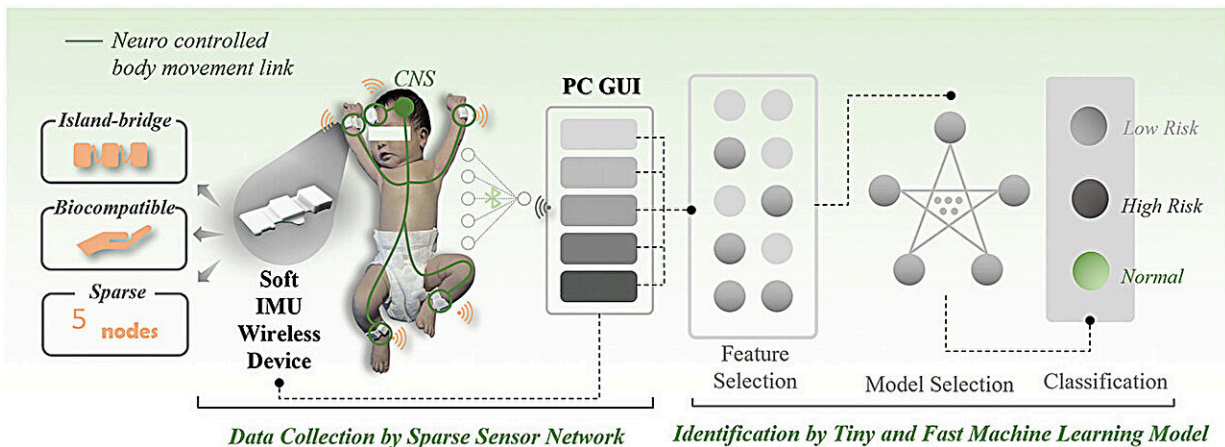 Neuro controlled
body movement link
CNS
PC GUI
Island-bridge
Biocompatible
Sparse
5 nodes
Soft
IMU
Wireless
Device
Low Risk
High Risk
Normal
Feature
Selection
Model Selection
Classification
Data Collection by Sparse Sensor Network
Identification by Tiny and Fast Machine Learning Model